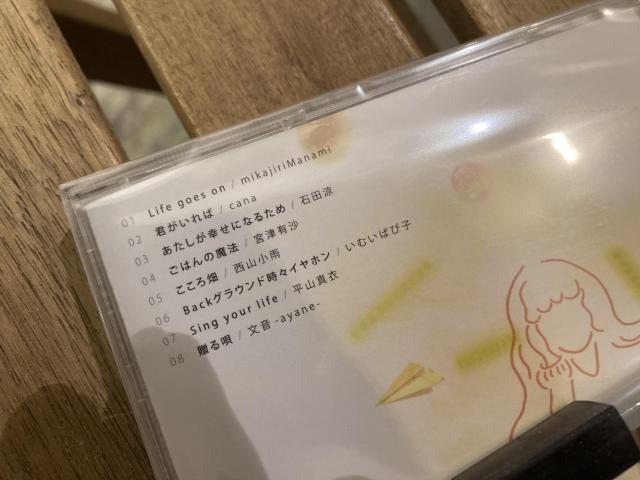 01 Life goes on / mikajiriManami
02 君がいれば / cana
03 あたしが幸せになるため / 石田涼
04 ごはんの魔法 / 宮津有沙
05 こころ畑 / 西山小雨
06 Backグラウンド時々イヤホン / いむいぱぴ子
07 Sing your life / 平山真衣
08 贈る唄 / 文音-ayane-